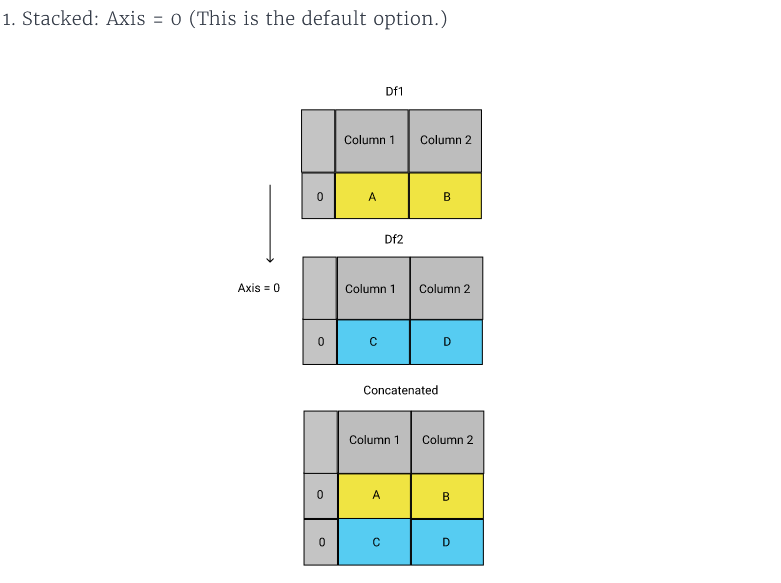 1. Stacked: Axis = 0 (This is the default option.)
Df1
Column 1 Column 2
0 A B
Df2
Axis = 0
Column 1 Column 2
0 C D
Concatenated
Column 1 Column 2
0 A B
0 C D